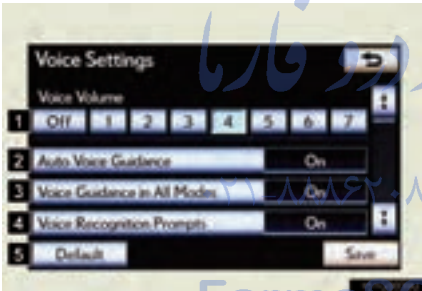 Voice Settings
Voice Volume
1 Off 1 2 3 4 5 6 7
2 Auto Voice Guidance On
3 Voice Guidance in All Modes On
4 Voice Recognition Prompts On
5 Default Save